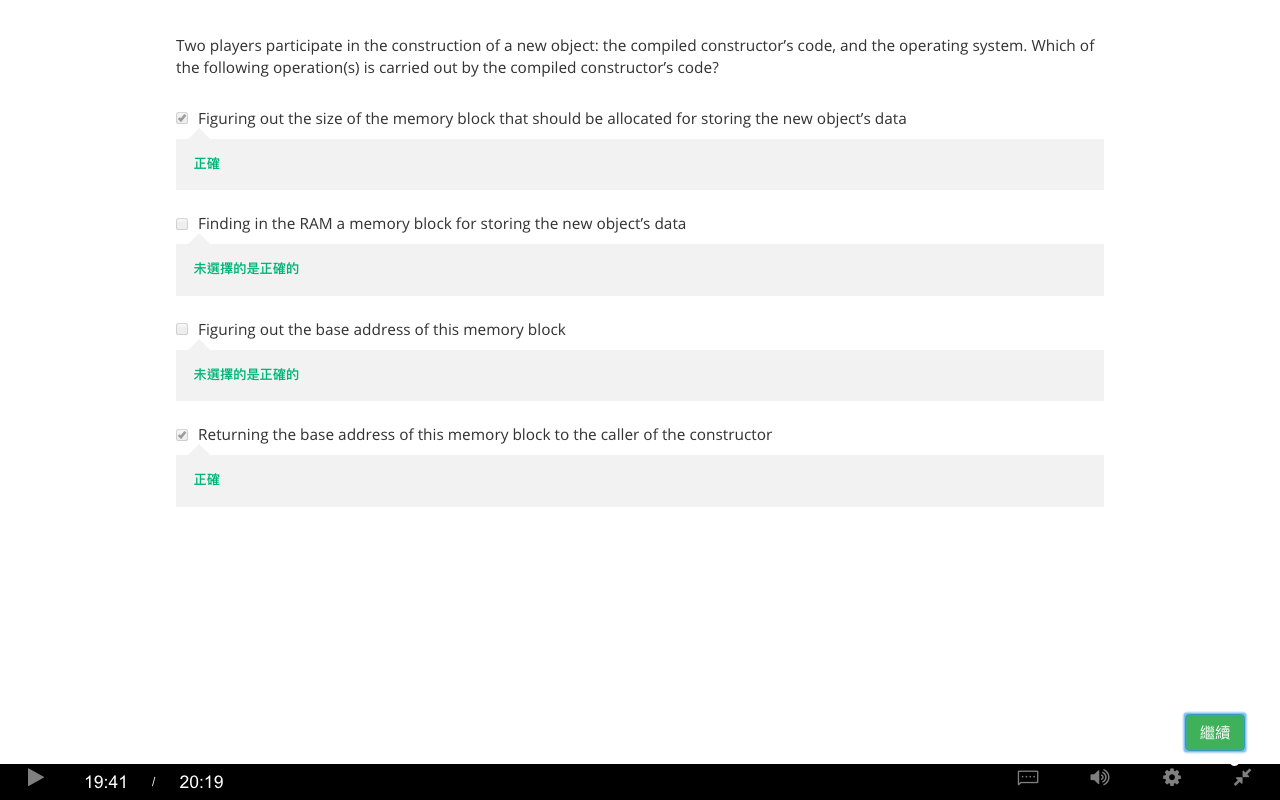 Two players participate in the construction of a new object: the compiled constructor’s code, and the operating system. Which of
the following operation(s) is carried out by the compiled constructor’s code?
Figuring out the size of the memory block that should be allocated for storing the new object’s data
正確
Finding in the RAM a memory block for storing the new object’s data
未選擇的是正確的
Figuring out the base address of this memory block
未選擇的是正確的
Returning the base address of this memory block to the caller of the constructor
正確
繼續
19:41 / 20:19